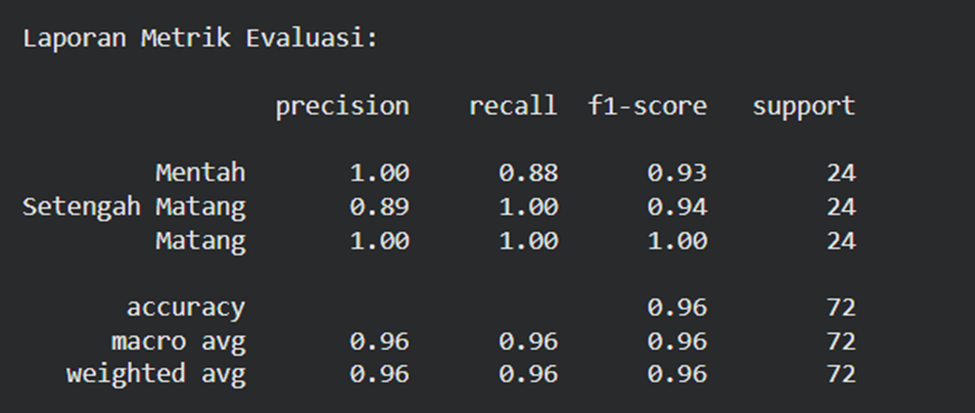 Laporan Metrik Evaluasi:
precision recall f1-score support
Mentah 1.00 0.88 0.93 24
Setengah Matang 0.89 1.00 0.94 24
Matang 1.00 1.00 1.00 24
accuracy 0.96 72
macro avg 0.96 0.96 0.96 72
weighted avg 0.96 0.96 0.96 72